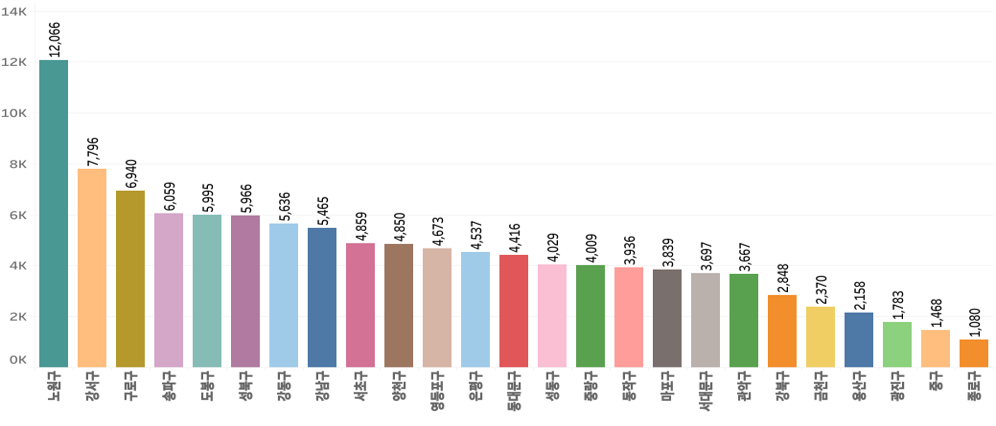 14K
12K
10K
8K
6K
4K
2K
0K
12,066
7,796
6,940
6,059
5,995
5,966
5,636
5,465
4,859
4,850
4,673
4,537
4,416
4,029
4,009
3,936
3,839
3,697
3,667
2,848
2,370
2,158
1,783
1,468
1,080
노원구
강서구
구로구
송파구
도봉구
성북구
강동구
강남구
서초구
양천구
영등포구
은평구
동대문구
성동구
중랑구
동작구
마포구
서대문구
관악구
강북구
금천구
용산구
광진구
중구
종로구